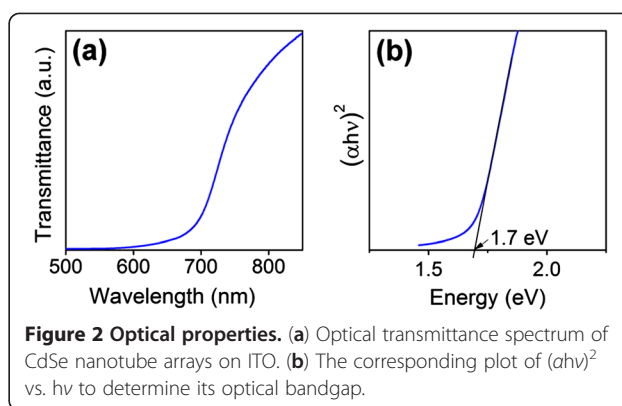 (a)
Transmittance (a.u.)
500 600 700 800
Wavelength (nm)
(b)
(αhν)²
1.7 eV
1.5 2.0
Energy (eV)
Figure 2 Optical properties. (a) Optical transmittance spectrum of
CdSe nanotube arrays on ITO. (b) The corresponding plot of (αhν)²
vs. hν to determine its optical bandgap.